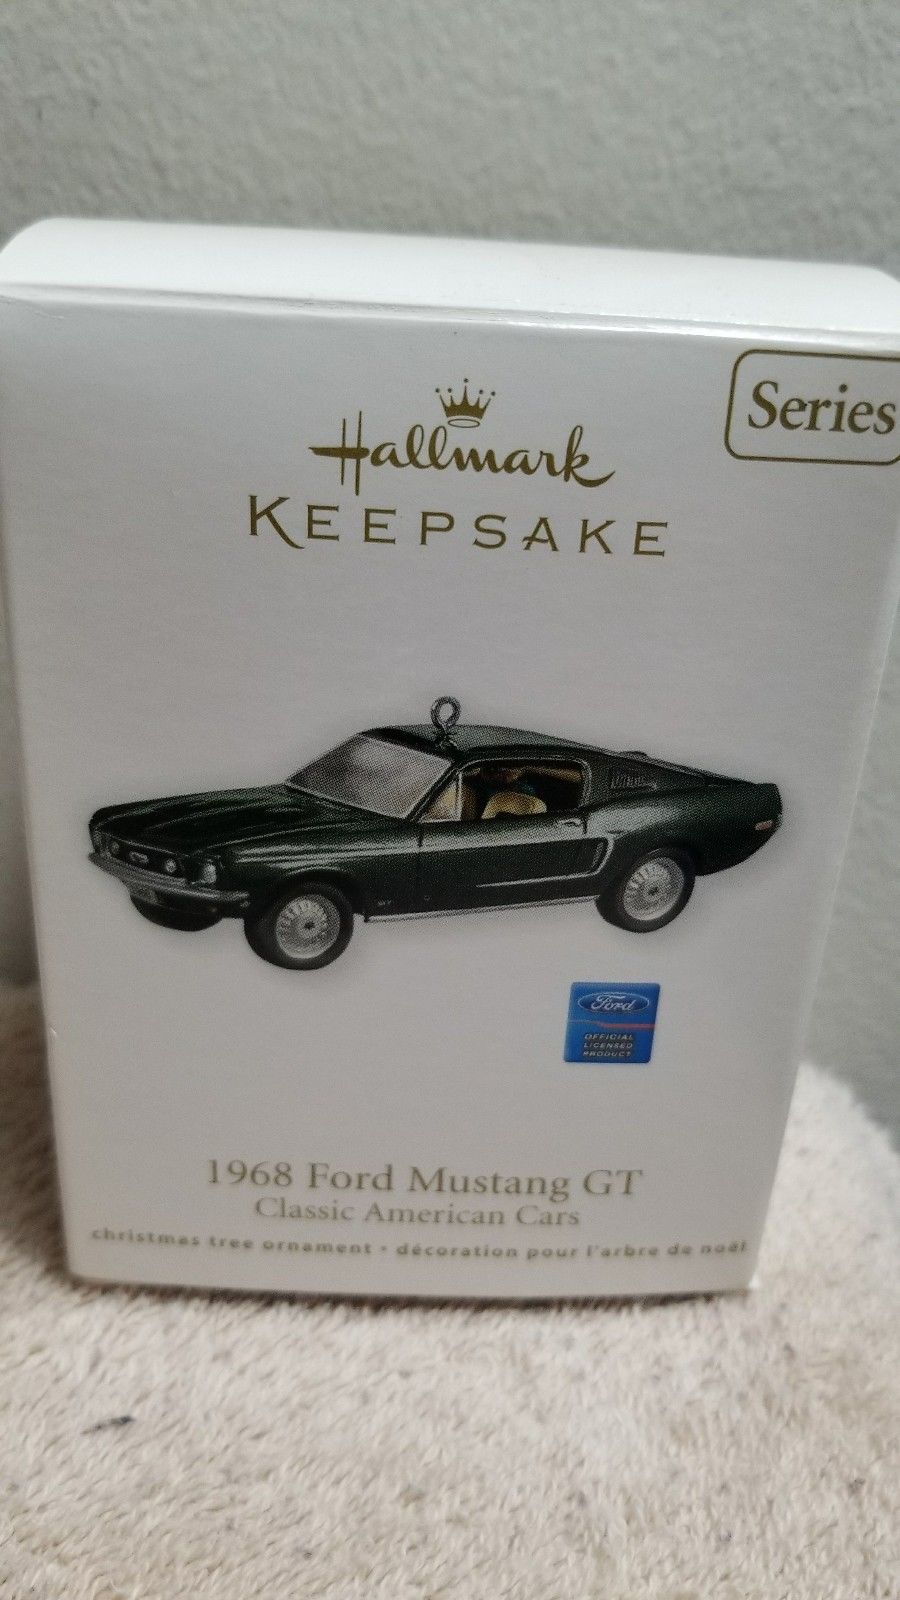 Series
Hallmark
KEEPSAKE
GT
Ford
OFFICIAL
LICENSED
PRODUCT
1968 Ford Mustang GT
Classic American Cars
christmas tree ornament • décoration pour l'arbre de noël